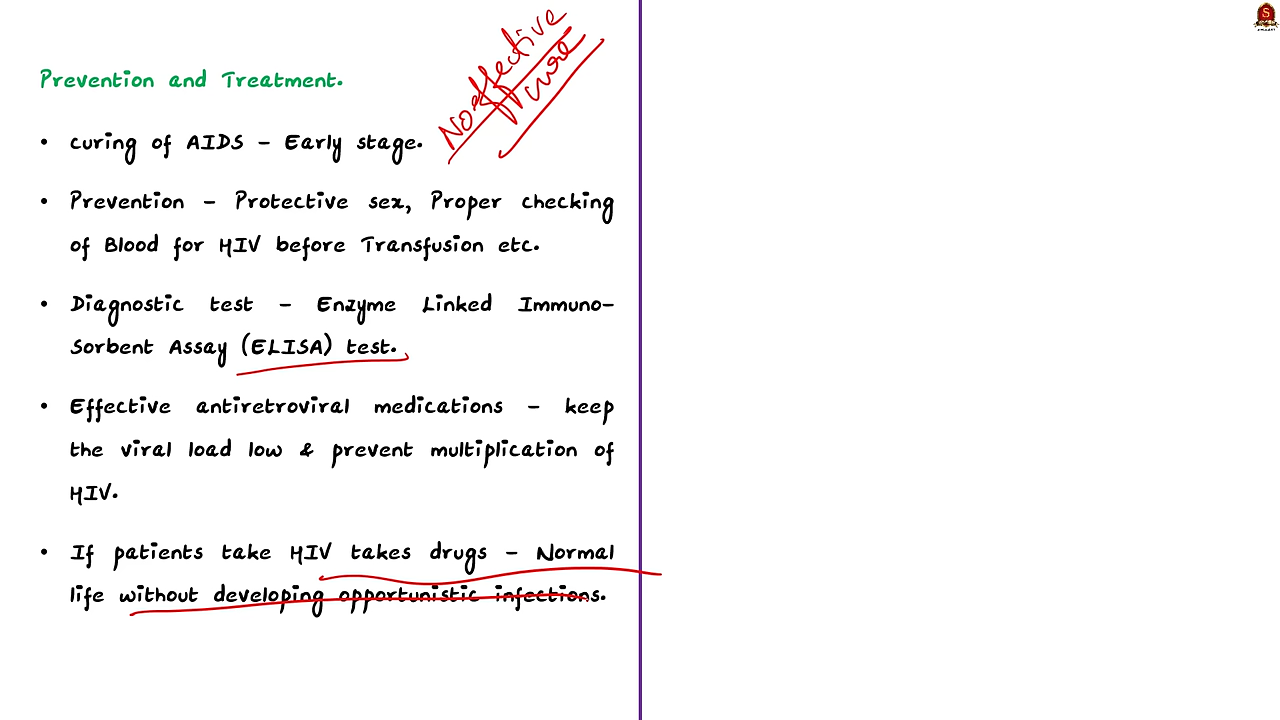 No effective
cure
Prevention and Treatment.
• curing of AIDS – Early stage.
• Prevention – Protective sex, Proper checking
of Blood for HIV before Transfusion etc.
• Diagnostic test – Enzyme Linked Immuno-
Sorbent Assay (ELISA) test.
• Effective antiretroviral medications – keep
the viral load low & prevent multiplication of
HIV.
• If patients take HIV takes drugs – Normal
life without developing opportunistic infections.